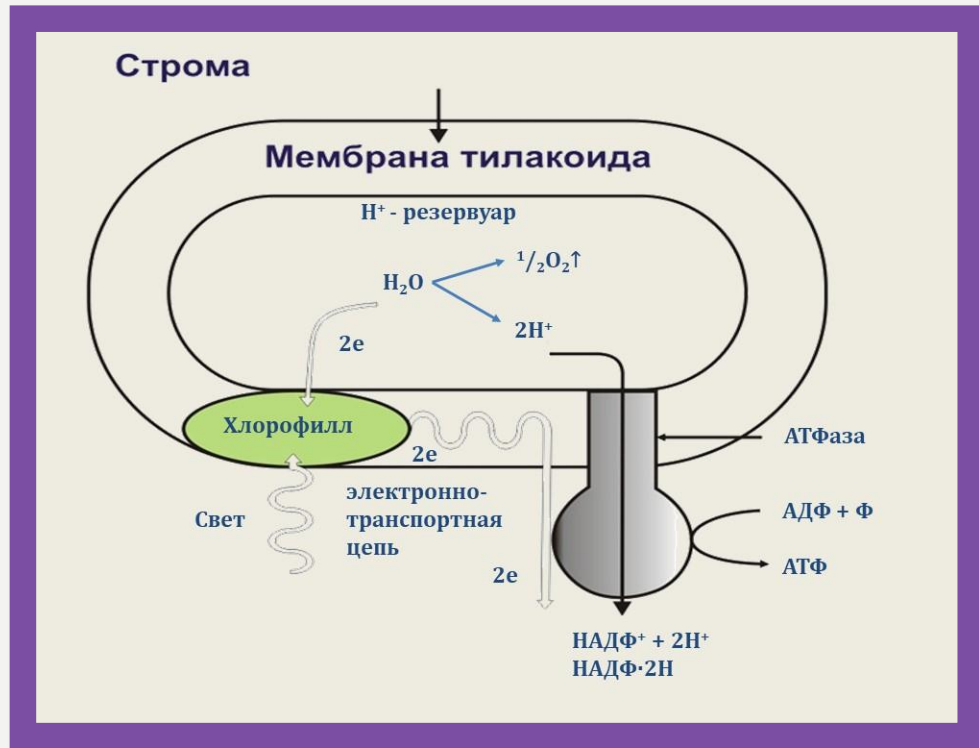 Строма
Мембрана тилакоида
H⁺ - резервуар
H₂O
¹/₂O₂↑
2H⁺
2e
Хлорофилл
2e
АТФаза
Свет
электронно-
транспортная
цепь
2e
АДФ + Ф
АТФ
НАДФ⁺ + 2H⁺
НАДФ·2H